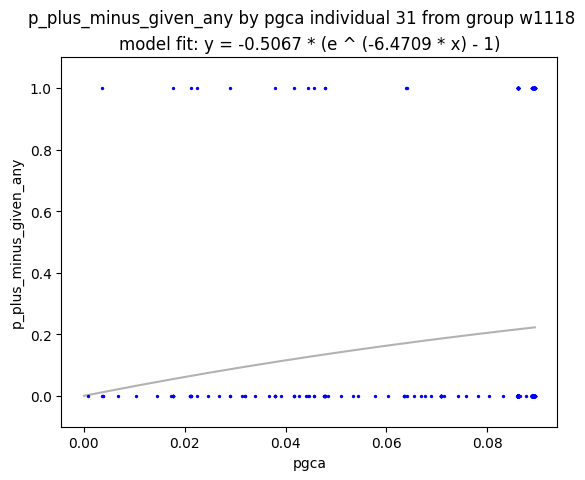 p_plus_minus_given_any by pgca individual 31 from group w1118
model fit: y = -0.5067 * (e ^ (-6.4709 * x) - 1)
1.0
0.8
0.6
0.4
0.2
0.0
p_plus_minus_given_any
0.00 0.02 0.04 0.06 0.08
pgca